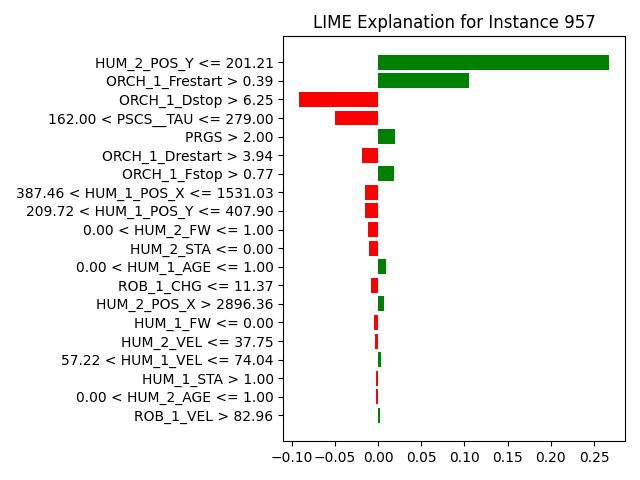 LIME Explanation for Instance 957
HUM_2_POS_Y <= 201.21
ORCH_1_Frestart > 0.39
ORCH_1_Dstop > 6.25
162.00 < PSCS__TAU <= 279.00
PRGS > 2.00
ORCH_1_Drestart > 3.94
ORCH_1_Fstop > 0.77
387.46 < HUM_1_POS_X <= 1531.03
209.72 < HUM_1_POS_Y <= 407.90
0.00 < HUM_2_FW <= 1.00
HUM_2_STA <= 0.00
0.00 < HUM_1_AGE <= 1.00
ROB_1_CHG <= 11.37
HUM_2_POS_X > 2896.36
HUM_1_FW <= 0.00
HUM_2_VEL <= 37.75
57.22 < HUM_1_VEL <= 74.04
HUM_1_STA > 1.00
0.00 < HUM_2_AGE <= 1.00
ROB_1_VEL > 82.96
−0.10 −0.05 0.00 0.05 0.10 0.15 0.20 0.25